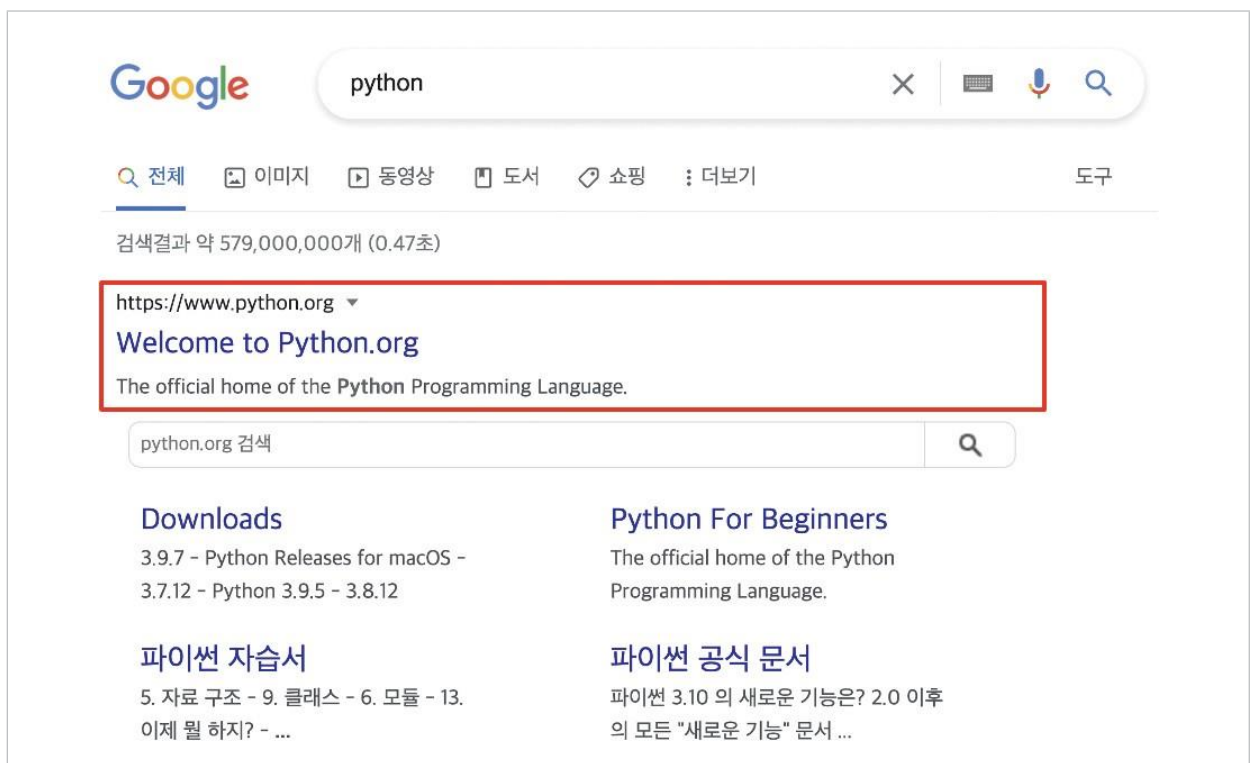 Google python
전체 이미지 동영상 도서 쇼핑 더보기 도구
검색결과 약 579,000,000개 (0.47초)
https://www.python.org
Welcome to Python.org
The official home of the Python Programming Language.
python.org 검색
Downloads
3.9.7 - Python Releases for macOS -
3.7.12 - Python 3.9.5 - 3.8.12
Python For Beginners
The official home of the Python
Programming Language.
파이썬 자습서
5. 자료 구조 - 9. 클래스 - 6. 모듈 - 13.
이제 뭘 하지? - ...
파이썬 공식 문서
파이썬 3.10 의 새로운 기능은? 2.0 이후
의 모든 "새로운 기능" 문서 ...